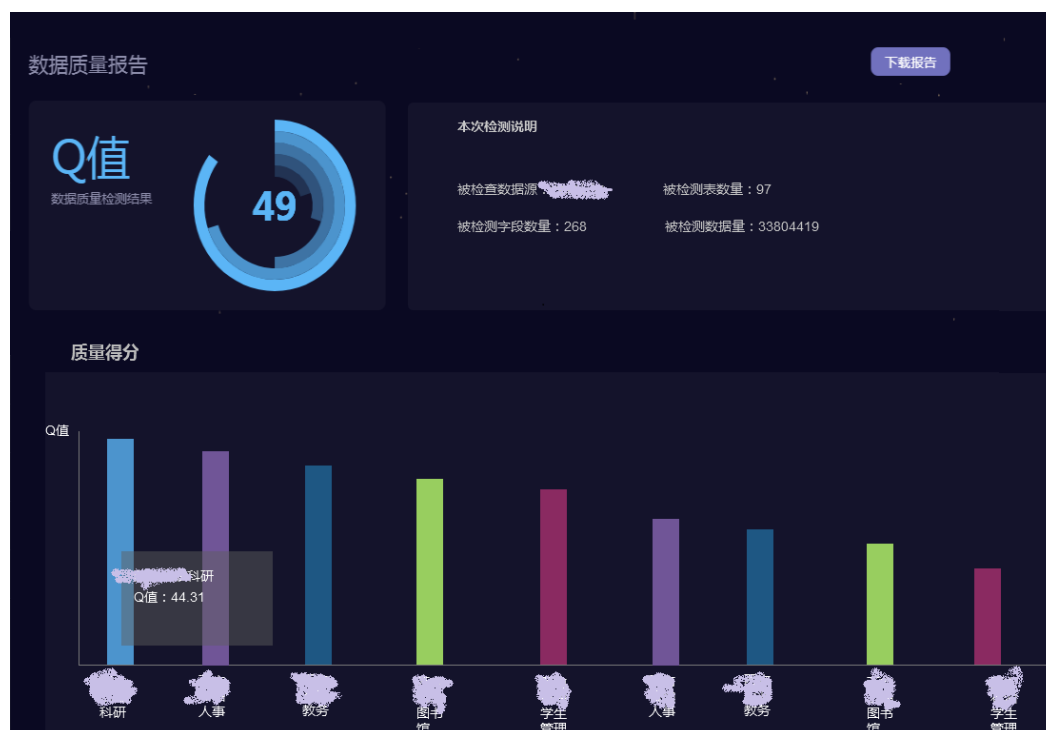 数据质量报告
下载报告
Q值
数据质量检测结果
49
本次检测说明
被检查数据源：
被检测表数量：97
被检测字段数量：268
被检测数据量：33804419
质量得分
Q值
科研
Q值：44.31
科研
人事
教务
图书馆
学生管理
人事
教务
图书馆
学生管理